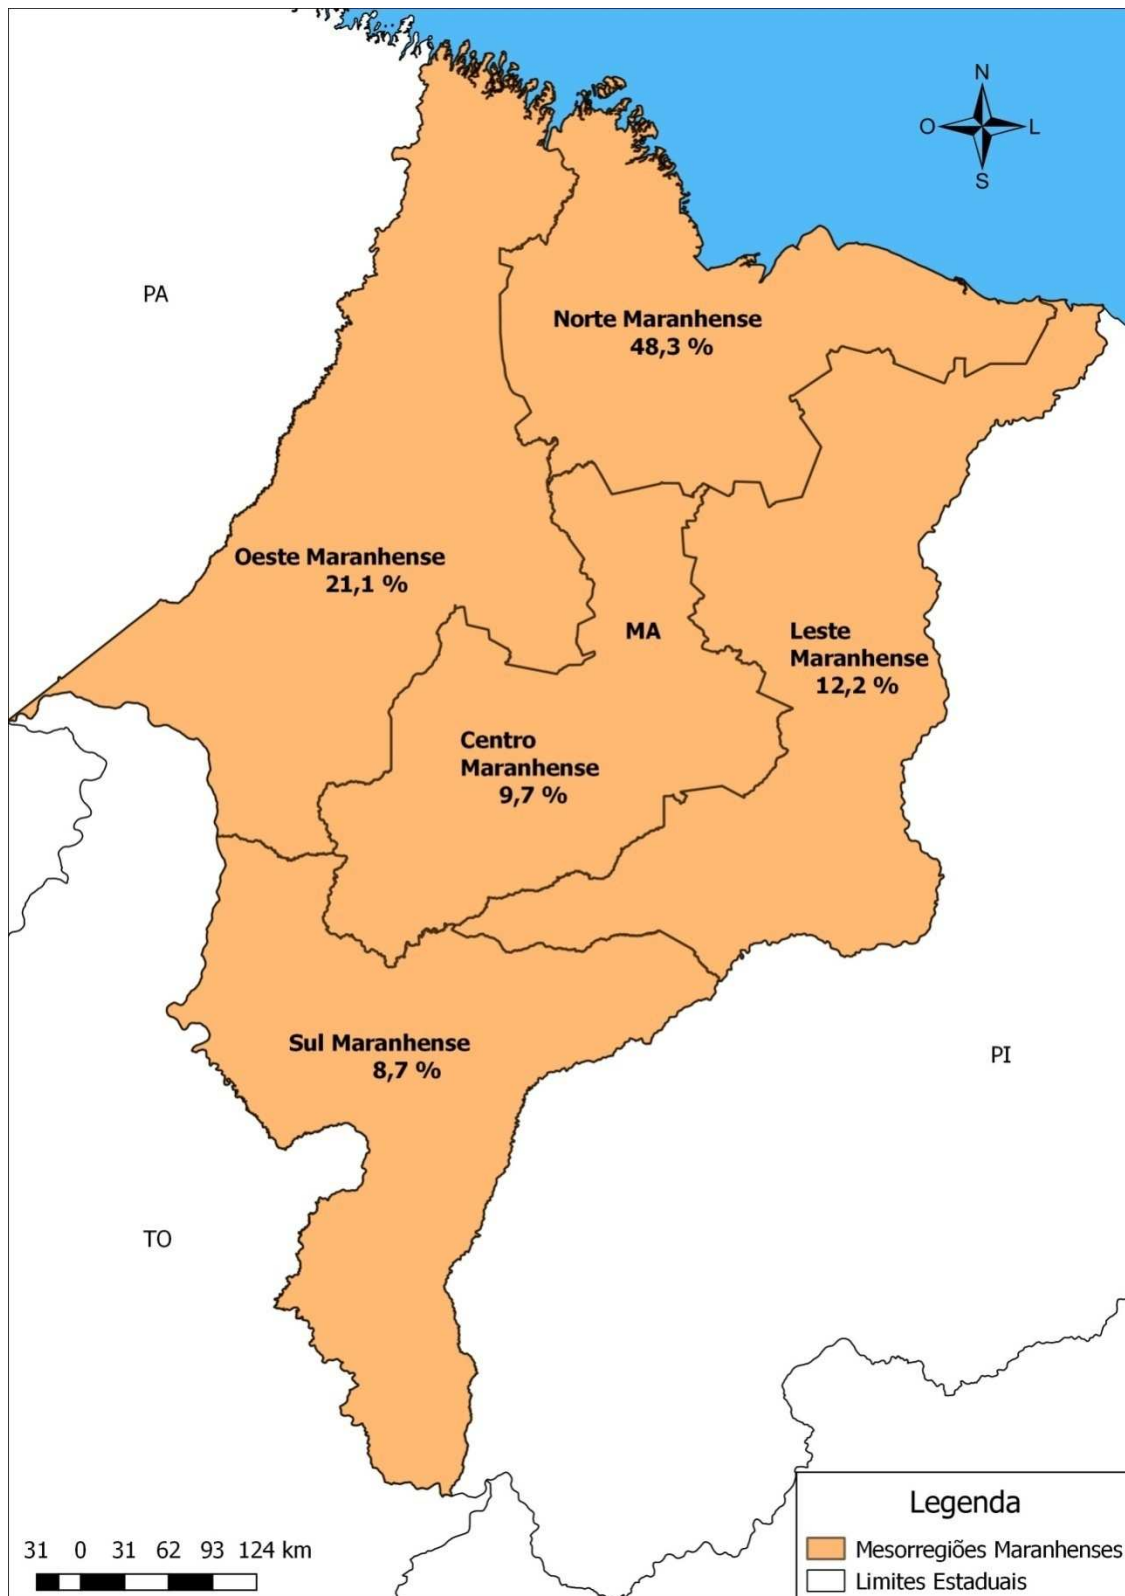 N
O
L
S
PA
Norte Maranhense
48,3 %
Oeste Maranhense
21,1 %
MA
Leste
Maranhense
12,2 %
Centro
Maranhense
9,7 %
Sul Maranhense
8,7 %
PI
TO
Legenda
Mesorregiões Maranhenses
Limites Estaduais
31 0 31 62 93 124 km